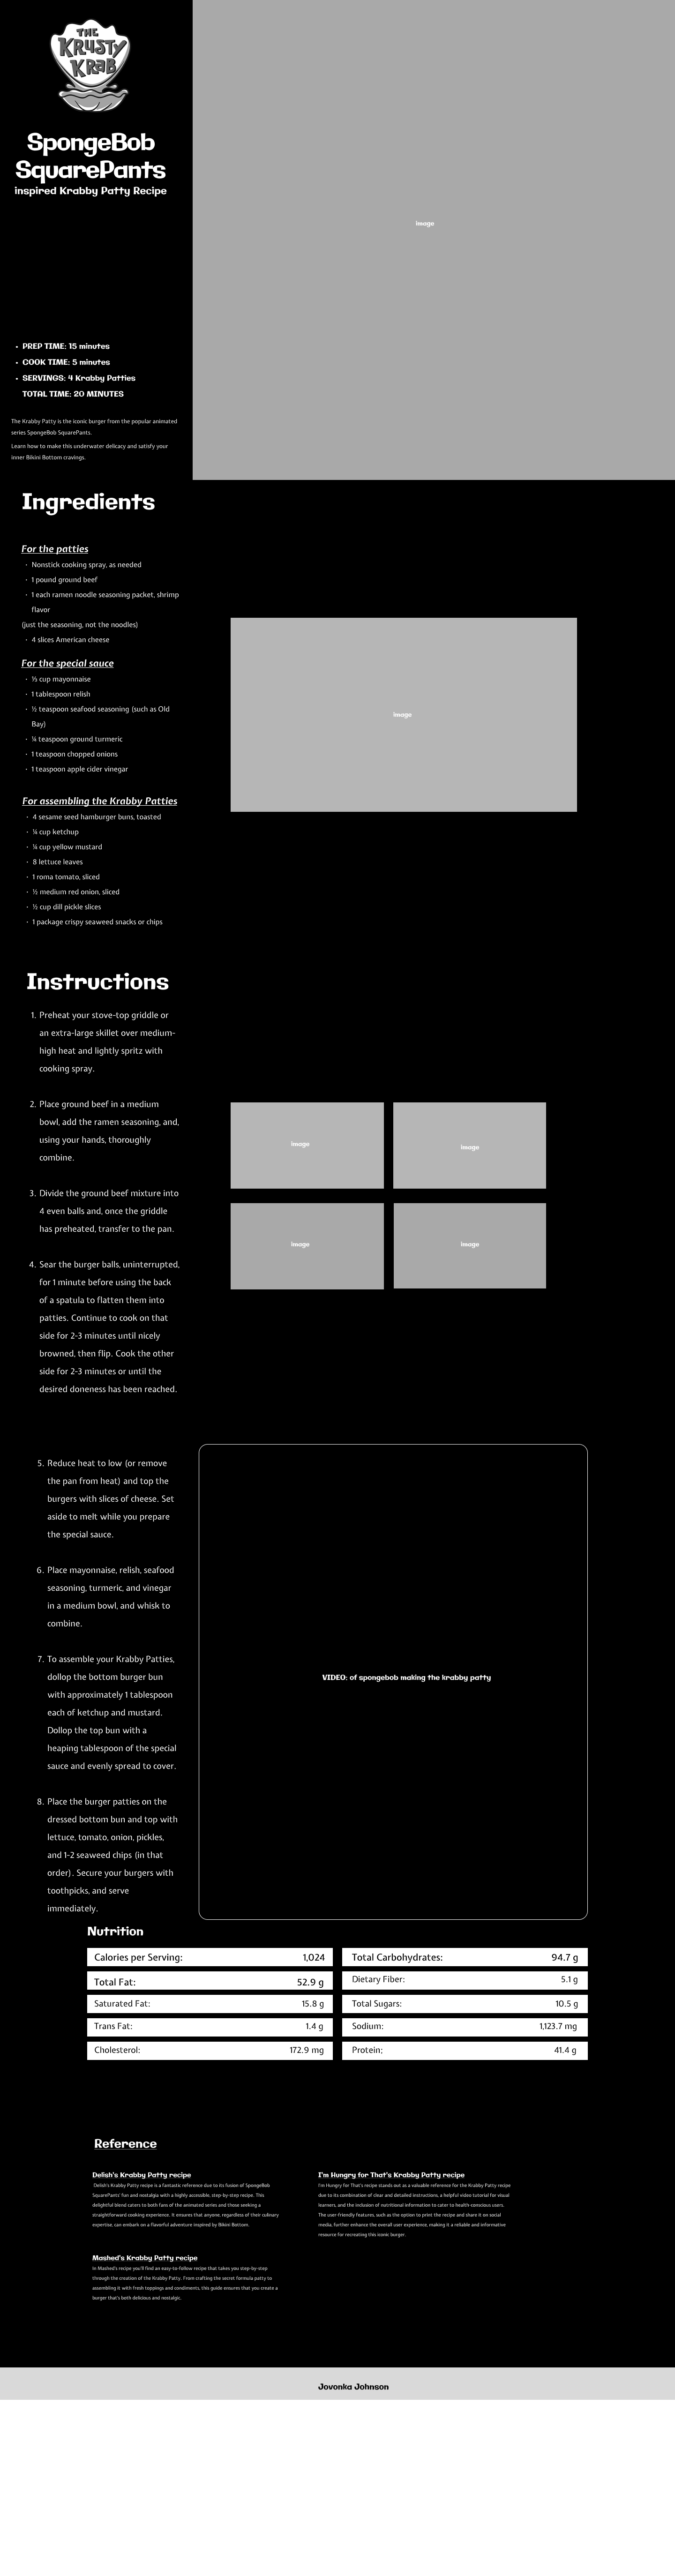 THE
KRUSTY
KRAB
SpongeBob
SquarePants
inspired Krabby Patty Recipe
image
• PREP TIME: 15 minutes
• COOK TIME: 5 minutes
• SERVINGS: 4 Krabby Patties
TOTAL TIME: 20 MINUTES
The Krabby Patty is the iconic burger from the popular animated
series SpongeBob SquarePants.
Learn how to make this underwater delicacy and satisfy your
inner Bikini Bottom cravings.
Ingredients
For the patties
• Nonstick cooking spray, as needed
• 1 pound ground beef
• 1 each ramen noodle seasoning packet, shrimp
flavor
(just the seasoning, not the noodles)
• 4 slices American cheese
For the special sauce
• ⅓ cup mayonnaise
• 1 tablespoon relish
• ½ teaspoon seafood seasoning (such as Old
Bay)
• ¼ teaspoon ground turmeric
• 1 teaspoon chopped onions
• 1 teaspoon apple cider vinegar
image
For assembling the Krabby Patties
• 4 sesame seed hamburger buns, toasted
• ¼ cup ketchup
• ¼ cup yellow mustard
• 8 lettuce leaves
• 1 roma tomato, sliced
• ½ medium red onion, sliced
• ½ cup dill pickle slices
• 1 package crispy seaweed snacks or chips
Instructions
1. Preheat your stove-top griddle or
an extra-large skillet over medium-
high heat and lightly spritz with
cooking spray.
2. Place ground beef in a medium
bowl, add the ramen seasoning, and,
using your hands, thoroughly
combine.
3. Divide the ground beef mixture into
4 even balls and, once the griddle
has preheated, transfer to the pan.
4. Sear the burger balls, uninterrupted,
for 1 minute before using the back
of a spatula to flatten them into
patties. Continue to cook on that
side for 2-3 minutes until nicely
browned, then flip. Cook the other
side for 2-3 minutes or until the
desired doneness has been reached.
image
image
image
image
5. Reduce heat to low (or remove
the pan from heat) and top the
burgers with slices of cheese. Set
aside to melt while you prepare
the special sauce.
6. Place mayonnaise, relish, seafood
seasoning, turmeric, and vinegar
in a medium bowl, and whisk to
combine.
7. To assemble your Krabby Patties,
dollop the bottom burger bun
with approximately 1 tablespoon
each of ketchup and mustard.
Dollop the top bun with a
heaping tablespoon of the special
sauce and evenly spread to cover.
8. Place the burger patties on the
dressed bottom bun and top with
lettuce, tomato, onion, pickles,
and 1-2 seaweed chips (in that
order). Secure your burgers with
toothpicks, and serve
immediately.
VIDEO: of spongebob making the krabby patty
Nutrition
Calories per Serving: 1,024
Total Fat: 52.9 g
Saturated Fat: 15.8 g
Trans Fat: 1.4 g
Cholesterol: 172.9 mg
Total Carbohydrates: 94.7 g
Dietary Fiber; 5.1 g
Total Sugars: 10.5 g
Sodium: 1,123.7 mg
Protein; 41.4 g
Reference
Delish's Krabby Patty recipe
Delish's Krabby Patty recipe is a fantastic reference due to its fusion of SpongeBob
SquarePants' fun and nostalgia with a highly accessible, step-by-step recipe. This
delightful blend caters to both fans of the animated series and those seeking a
straightforward cooking experience. It ensures that anyone, regardless of their culinary
expertise, can embark on a flavorful adventure inspired by Bikini Bottom.
I'm Hungry for That's Krabby Patty recipe
I'm Hungry for That's recipe stands out as a valuable reference for the Krabby Patty recipe
due to its combination of clear and detailed instructions, a helpful video tutorial for visual
learners, and the inclusion of nutritional information to cater to health-conscious users.
The user-friendly features, such as the option to print the recipe and share it on social
media, further enhance the overall user experience, making it a reliable and informative
resource for recreating this iconic burger.
Mashed's Krabby Patty recipe
In Mashed's recipe you'll find an easy-to-follow recipe that takes you step-by-step
through the creation of the Krabby Patty. From crafting the secret formula patty to
assembling it with fresh toppings and condiments, this guide ensures that you create a
burger that's both delicious and nostalgic.
Jovonka Johnson